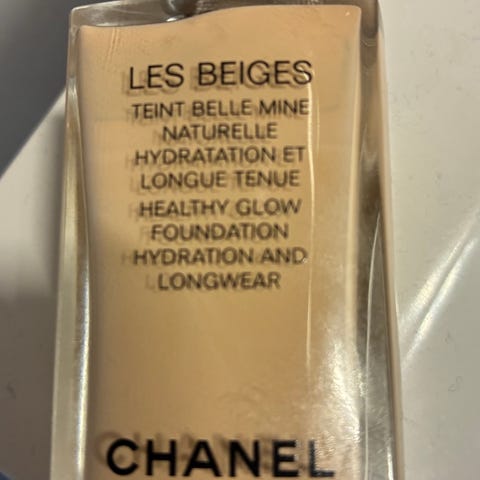 LES BEIGES
TEINT BELLE MINE
NATURELLE
HYDRATATION ET
LONGUE TENUE
HEALTHY GLOW
FOUNDATION
HYDRATION AND
LONGWEAR
CHANEL